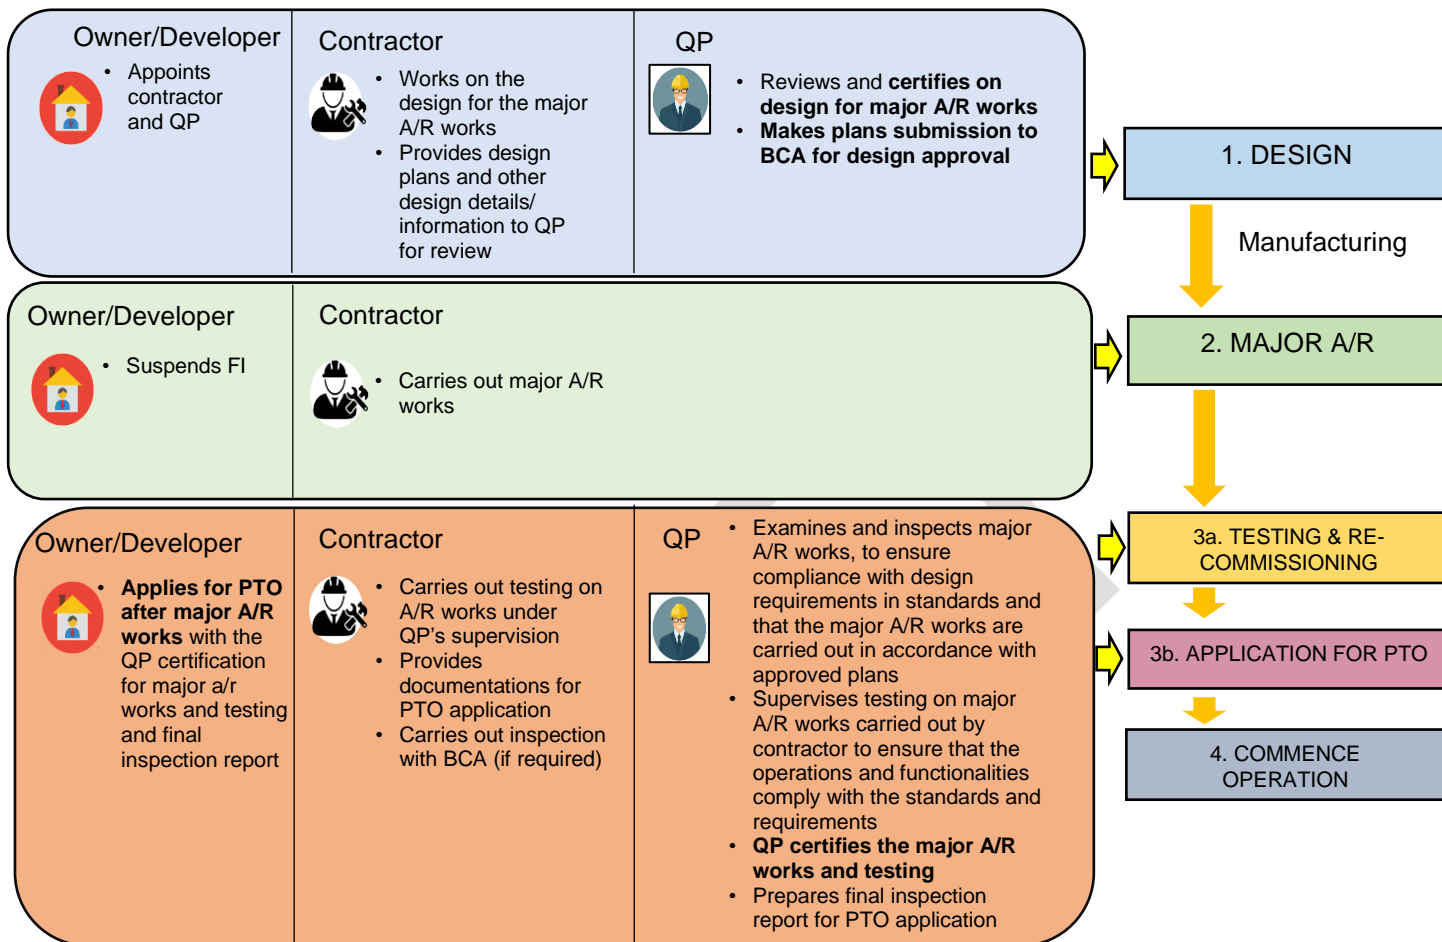 Owner/Developer
• Appoints
contractor
and QP
Contractor
• Works on the
design for the major
A/R works
• Provides design
plans and other
design details/
information to QP
for review
QP
• Reviews and certifies on
design for major A/R works
• Makes plans submission to
BCA for design approval
1. DESIGN
Manufacturing
Owner/Developer
• Suspends FI
Contractor
• Carries out major A/R
works
2. MAJOR A/R
Owner/Developer
• Applies for PTO
after major A/R
works with the
QP certification
for major a/r
works and testing
and final
inspection report
Contractor
• Carries out testing on
A/R works under
QP's supervision
• Provides
documentations for
PTO application
• Carries out inspection
with BCA (if required)
QP
• Examines and inspects major
A/R works, to ensure
compliance with design
requirements in standards and
that the major A/R works are
carried out in accordance with
approved plans
• Supervises testing on major
A/R works carried out by
contractor to ensure that the
operations and functionalities
comply with the standards and
requirements
• QP certifies the major A/R
works and testing
• Prepares final inspection
report for PTO application
3a. TESTING & RE-
COMMISSIONING
3b. APPLICATION FOR PTO
4. COMMENCE
OPERATION